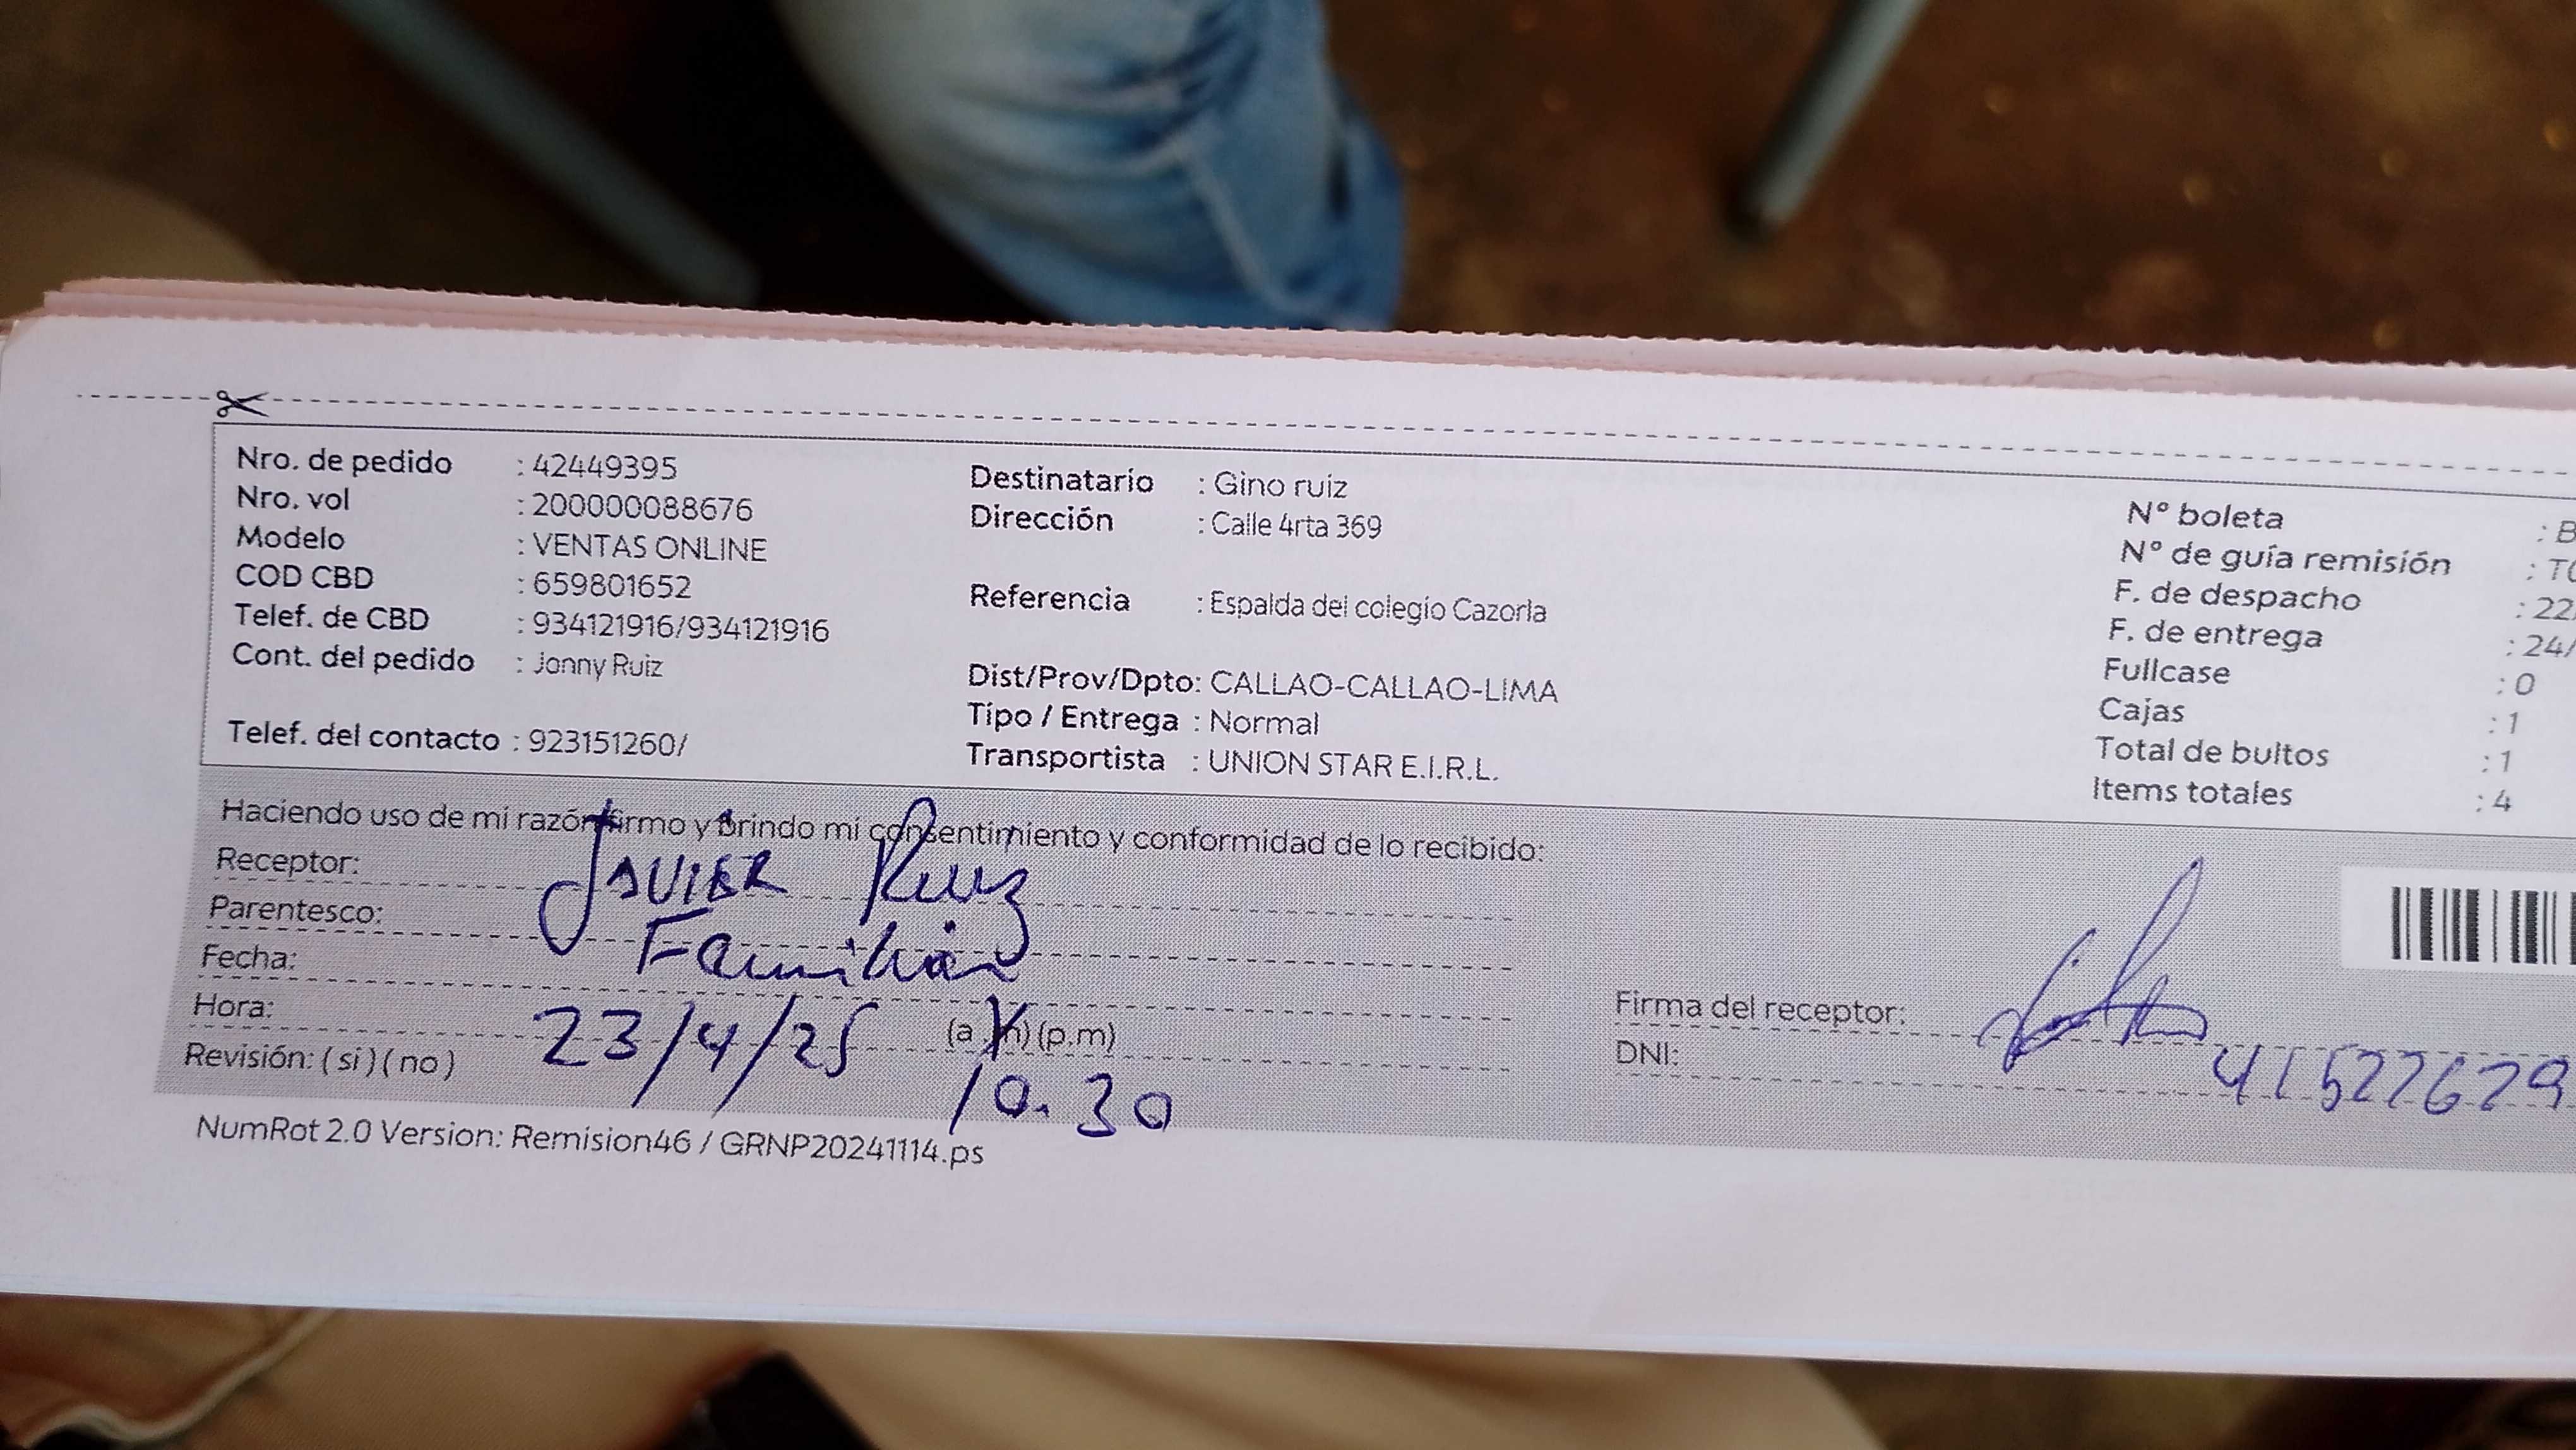 Nro. de pedido : 42449395
Nro. vol : 200000088676
Modelo : VENTAS ONLINE
COD CBD : 659801652
Telef. de CBD : 934121916/934121916
Cont. del pedido : Jonny Ruiz
Telef. del contacto : 923151260/
Destinatario : Gino ruiz
Dirección : Calle 4rta 369
Referencia : Espalda del colegio Cazorla
Dist/Prov/Dpto: CALLAO-CALLAO-LIMA
Tipo / Entrega : Normal
Transportista : UNION STAR E.I.R.L.
N° boleta : B
N° de guía remisión : T0
F. de despacho : 22/
F. de entrega : 24/
Fullcase : 0
Cajas : 1
Total de bultos : 1
Items totales : 4
Haciendo uso de mi razón firmo y brindo mi consentimiento y conformidad de lo recibido:
Receptor: JAVIER Ruiz
Parentesco: Familiar
Fecha: 23/4/25
Hora: (a.m) (p.m) 10.30
Revisión: ( si ) ( no )
Firma del receptor:
DNI: 41527629
NumRot 2.0 Version: Remision46 / GRNP20241114.ps